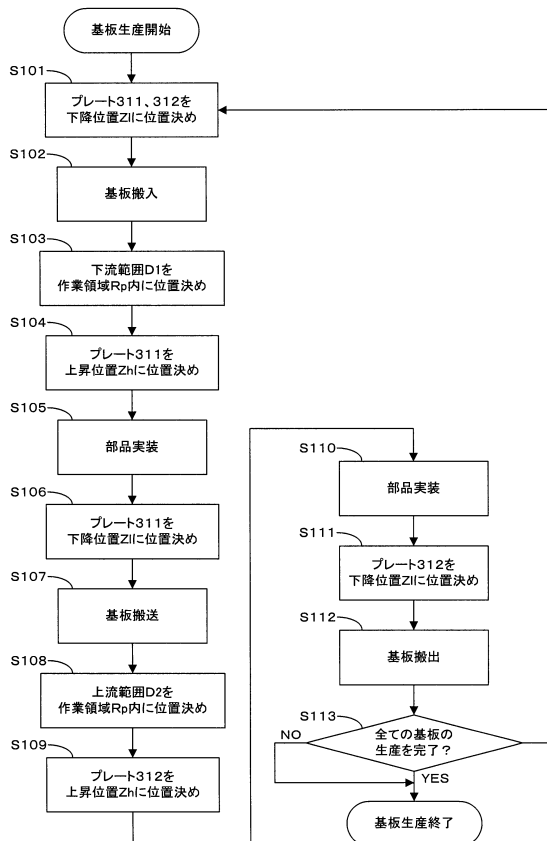 基板生産開始
S101
プレート311、312を
下降位置Zlに位置決め
S102
基板搬入
S103
下流範囲D1を
作業領域Rp内に位置決め
S104
プレート311を
上昇位置Zhに位置決め
S105
部品実装
S106
プレート311を
下降位置Zlに位置決め
S107
基板搬送
S108
上流範囲D2を
作業領域Rp内に位置決め
S109
プレート312を
上昇位置Zhに位置決め
S110
部品実装
S111
プレート312を
下降位置Zlに位置決め
S112
基板搬出
S113
全ての基板の
生産を完了？
NO
YES
基板生産終了